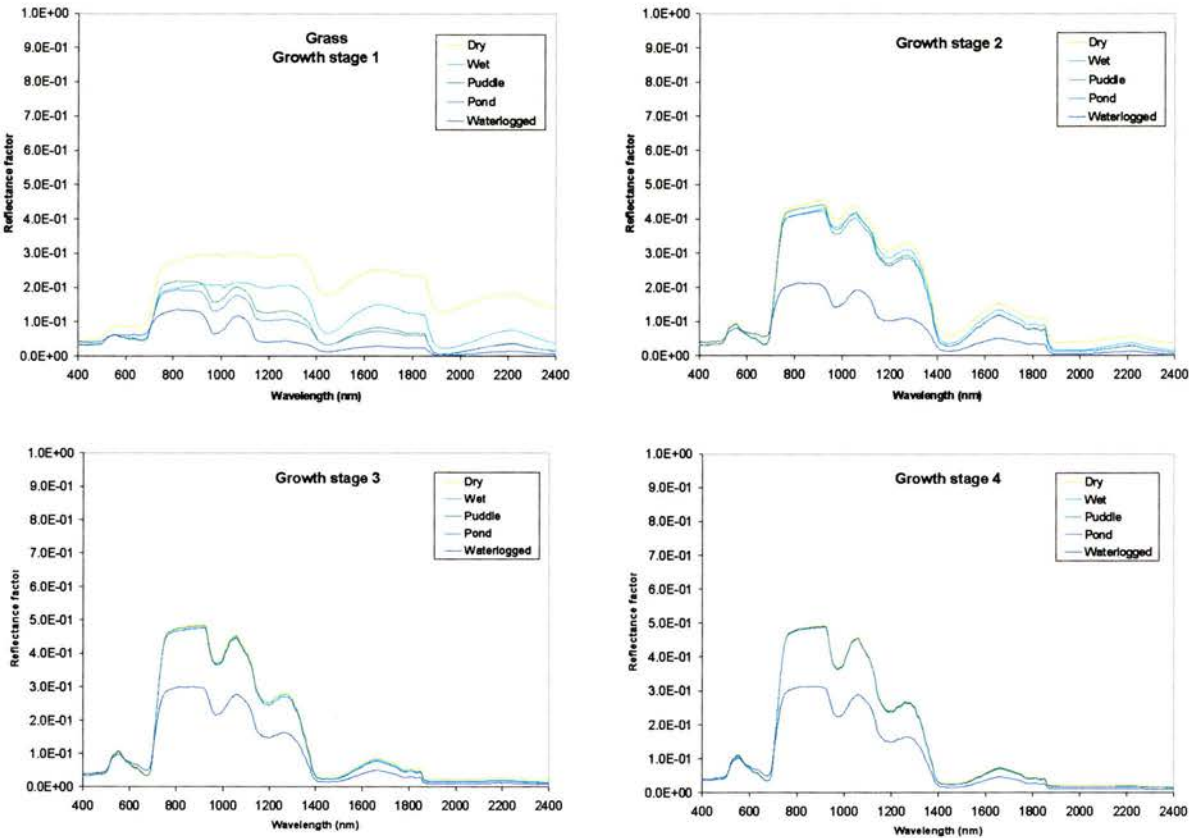 Grass
Growth stage 1
Dry
Wet
Puddle
Pond
Waterlogged
Reflectance factor
1.0E+00
9.0E-01
8.0E-01
7.0E-01
6.0E-01
5.0E-01
4.0E-01
3.0E-01
2.0E-01
1.0E-01
0.0E+00
400 600 800 1000 1200 1400 1600 1800 2000 2200 2400
Wavelength (nm)
Growth stage 2
Dry
Wet
Puddle
Pond
Waterlogged
Reflectance factor
1.0E+00
9.0E-01
8.0E-01
7.0E-01
6.0E-01
5.0E-01
4.0E-01
3.0E-01
2.0E-01
1.0E-01
0.0E+00
400 600 800 1000 1200 1400 1600 1800 2000 2200 2400
Wavelength (nm)
Growth stage 3
Dry
Wet
Puddle
Pond
Waterlogged
Reflectance factor
1.0E+00
9.0E-01
8.0E-01
7.0E-01
6.0E-01
5.0E-01
4.0E-01
3.0E-01
2.0E-01
1.0E-01
0.0E+00
400 600 800 1000 1200 1400 1600 1800 2000 2200 2400
Wavelength (nm)
Growth stage 4
Dry
Wet
Puddle
Pond
Waterlogged
Reflectance factor
1.0E+00
9.0E-01
8.0E-01
7.0E-01
6.0E-01
5.0E-01
4.0E-01
3.0E-01
2.0E-01
1.0E-01
0.0E+00
400 600 800 1000 1200 1400 1600 1800 2000 2200 2400
Wavelength (nm)